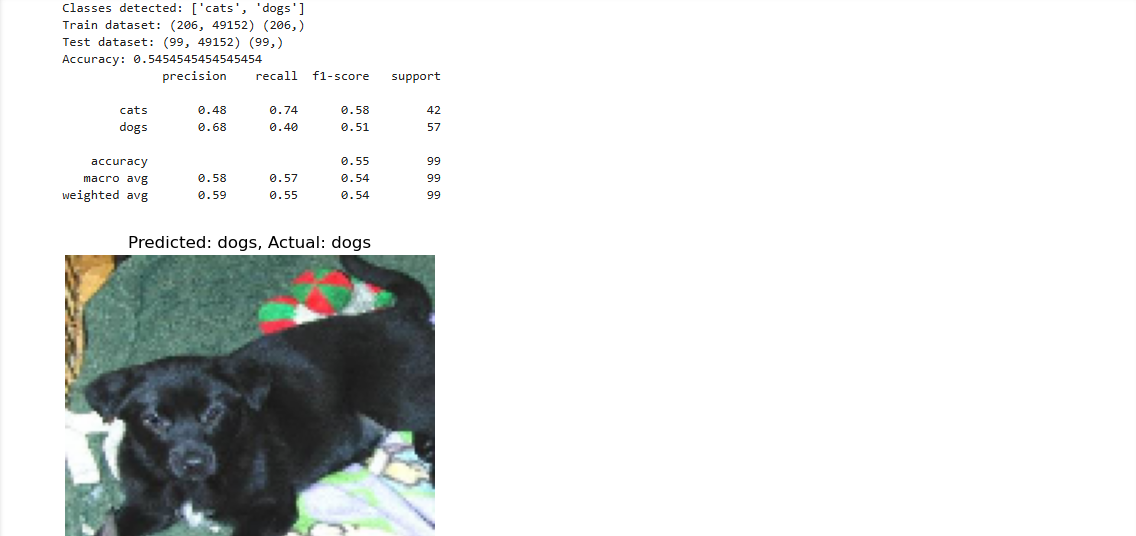 Classes detected: ['cats', 'dogs']
Train dataset: (206, 49152) (206,)
Test dataset: (99, 49152) (99,)
Accuracy: 0.5454545454545454
precision recall f1-score support
cats 0.48 0.74 0.58 42
dogs 0.68 0.40 0.51 57
accuracy 0.55 99
macro avg 0.58 0.57 0.54 99
weighted avg 0.59 0.55 0.54 99
Predicted: dogs, Actual: dogs